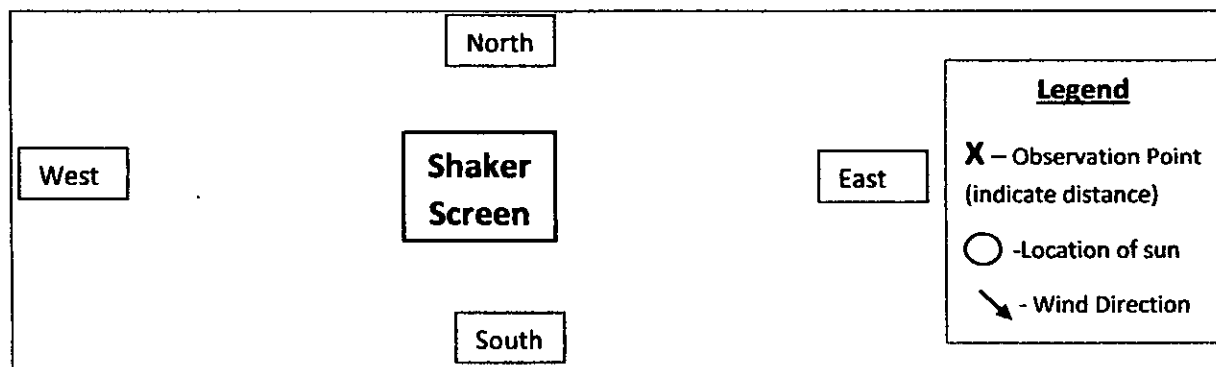 North
Legend
X – Observation Point
(indicate distance)
West
Shaker
Screen
East
-Location of sun
- Wind Direction
South